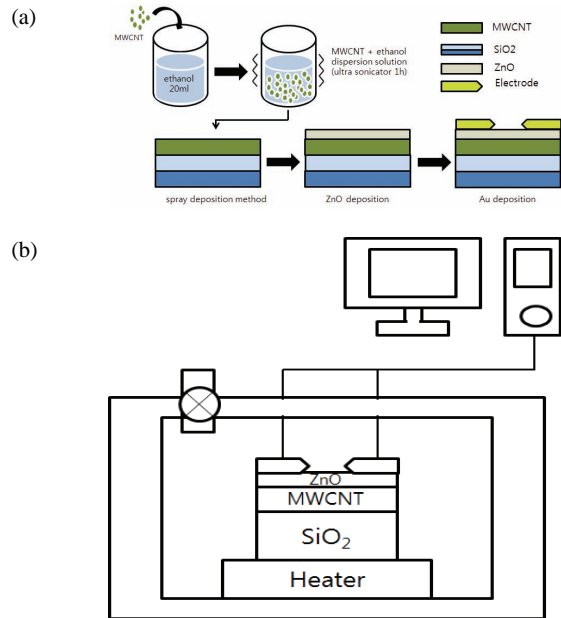 (a)
MWCNT
ethanol
20ml
MWCNT + ethanol
dispersion solution
(ultra sonicator 1h)
MWCNT
SiO2
ZnO
Electrode
spray deposition method
ZnO deposition
Au deposition
(b)
ZnO
MWCNT
SiO₂
Heater